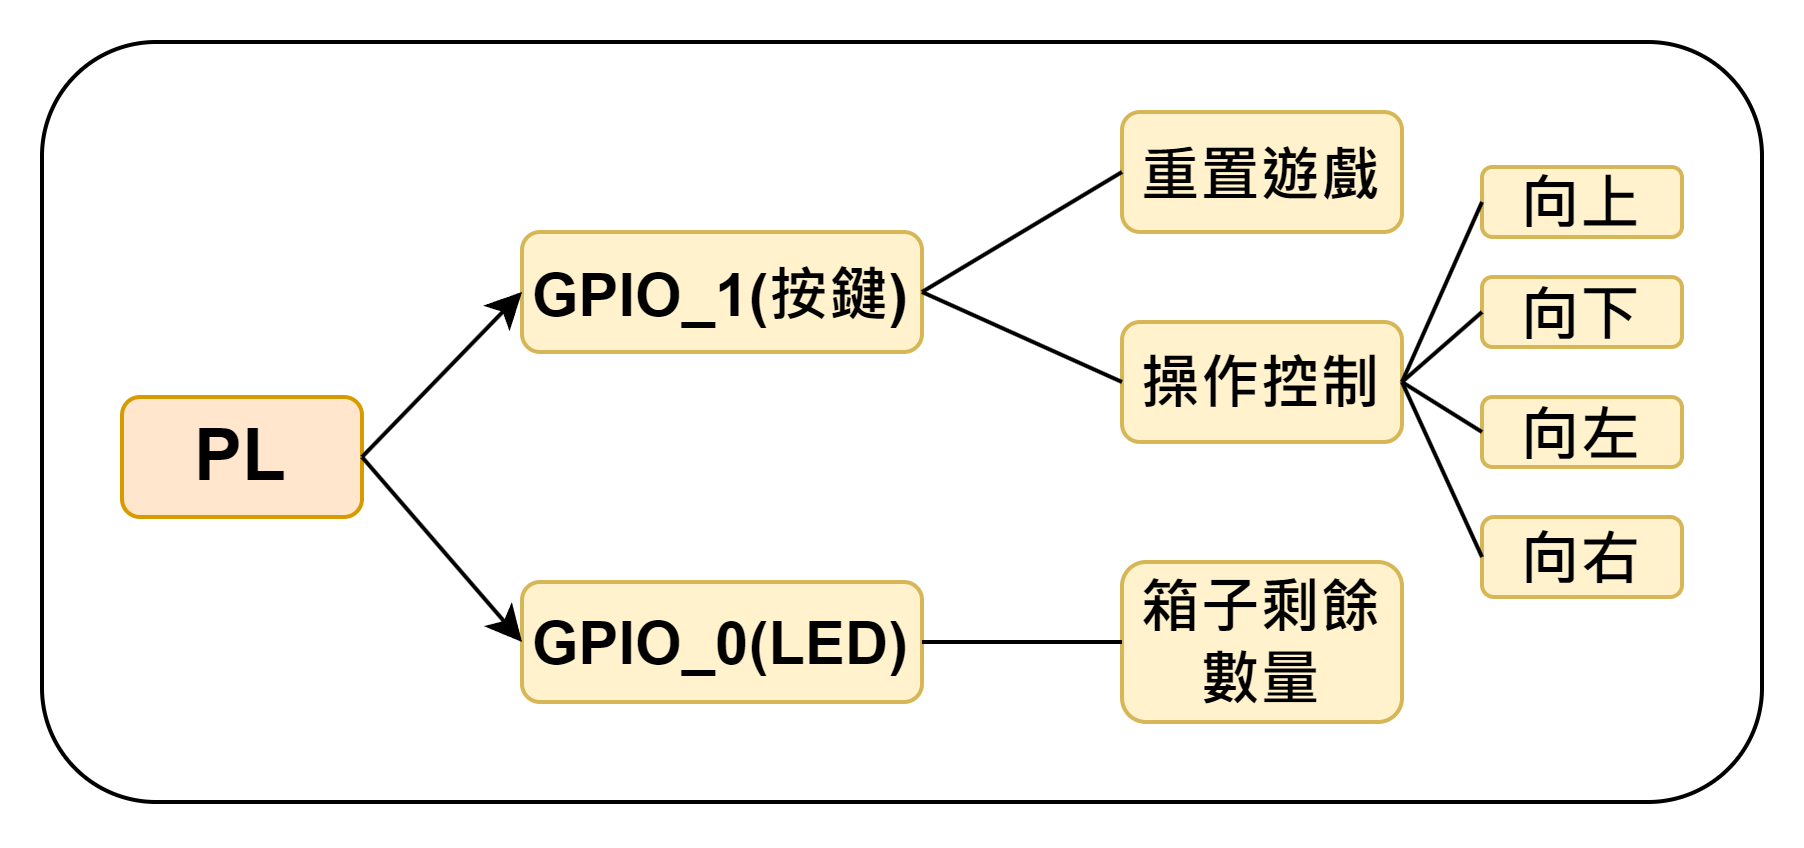 PL
GPIO_1(按鍵)
重置遊戲
操作控制
向上
向下
向左
向右
GPIO_0(LED)
箱子剩餘
數量